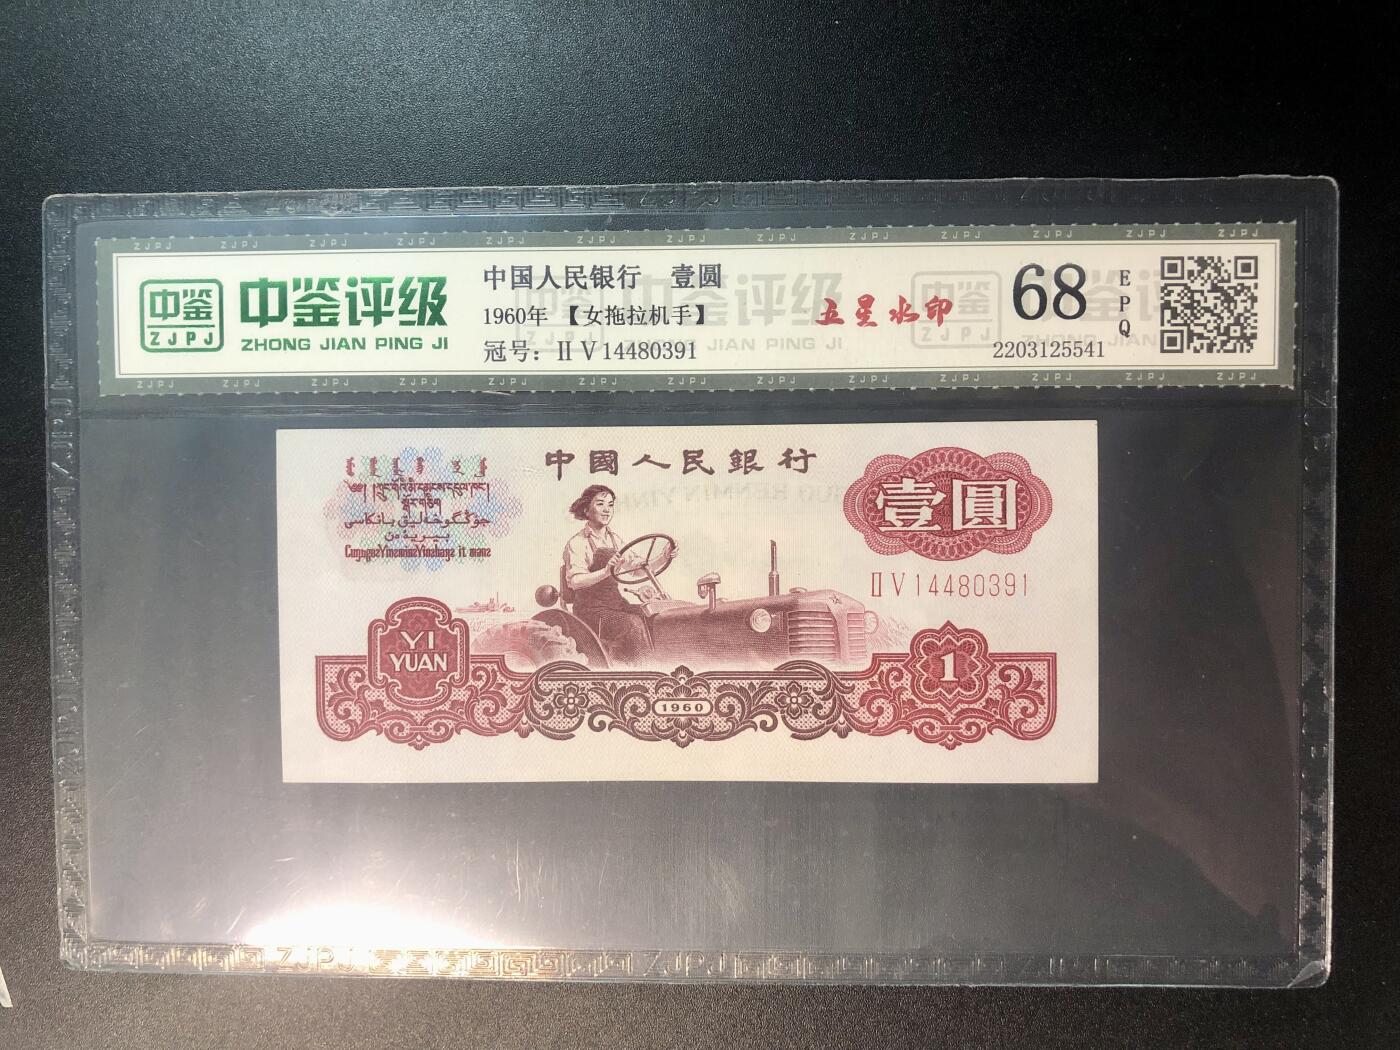 中鉴
ZJPJ
中鉴评级
ZHONG JIAN PING JI
中国人民银行 壹圆
1960年 【女拖拉机手】
冠号: II V 14480391
五星水印
68
EPQ
2203125541
中國人民銀行
壹圓
II V 14480391
YI
YUAN
1960
1